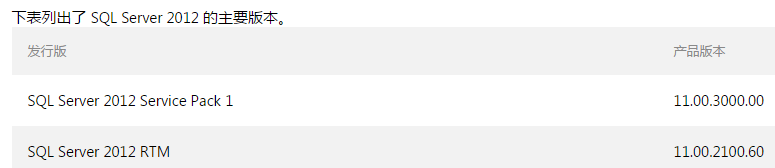 下表列出了 SQL Server 2012 的主要版本。
发行版 产品版本
SQL Server 2012 Service Pack 1 11.00.3000.00
SQL Server 2012 RTM 11.00.2100.60